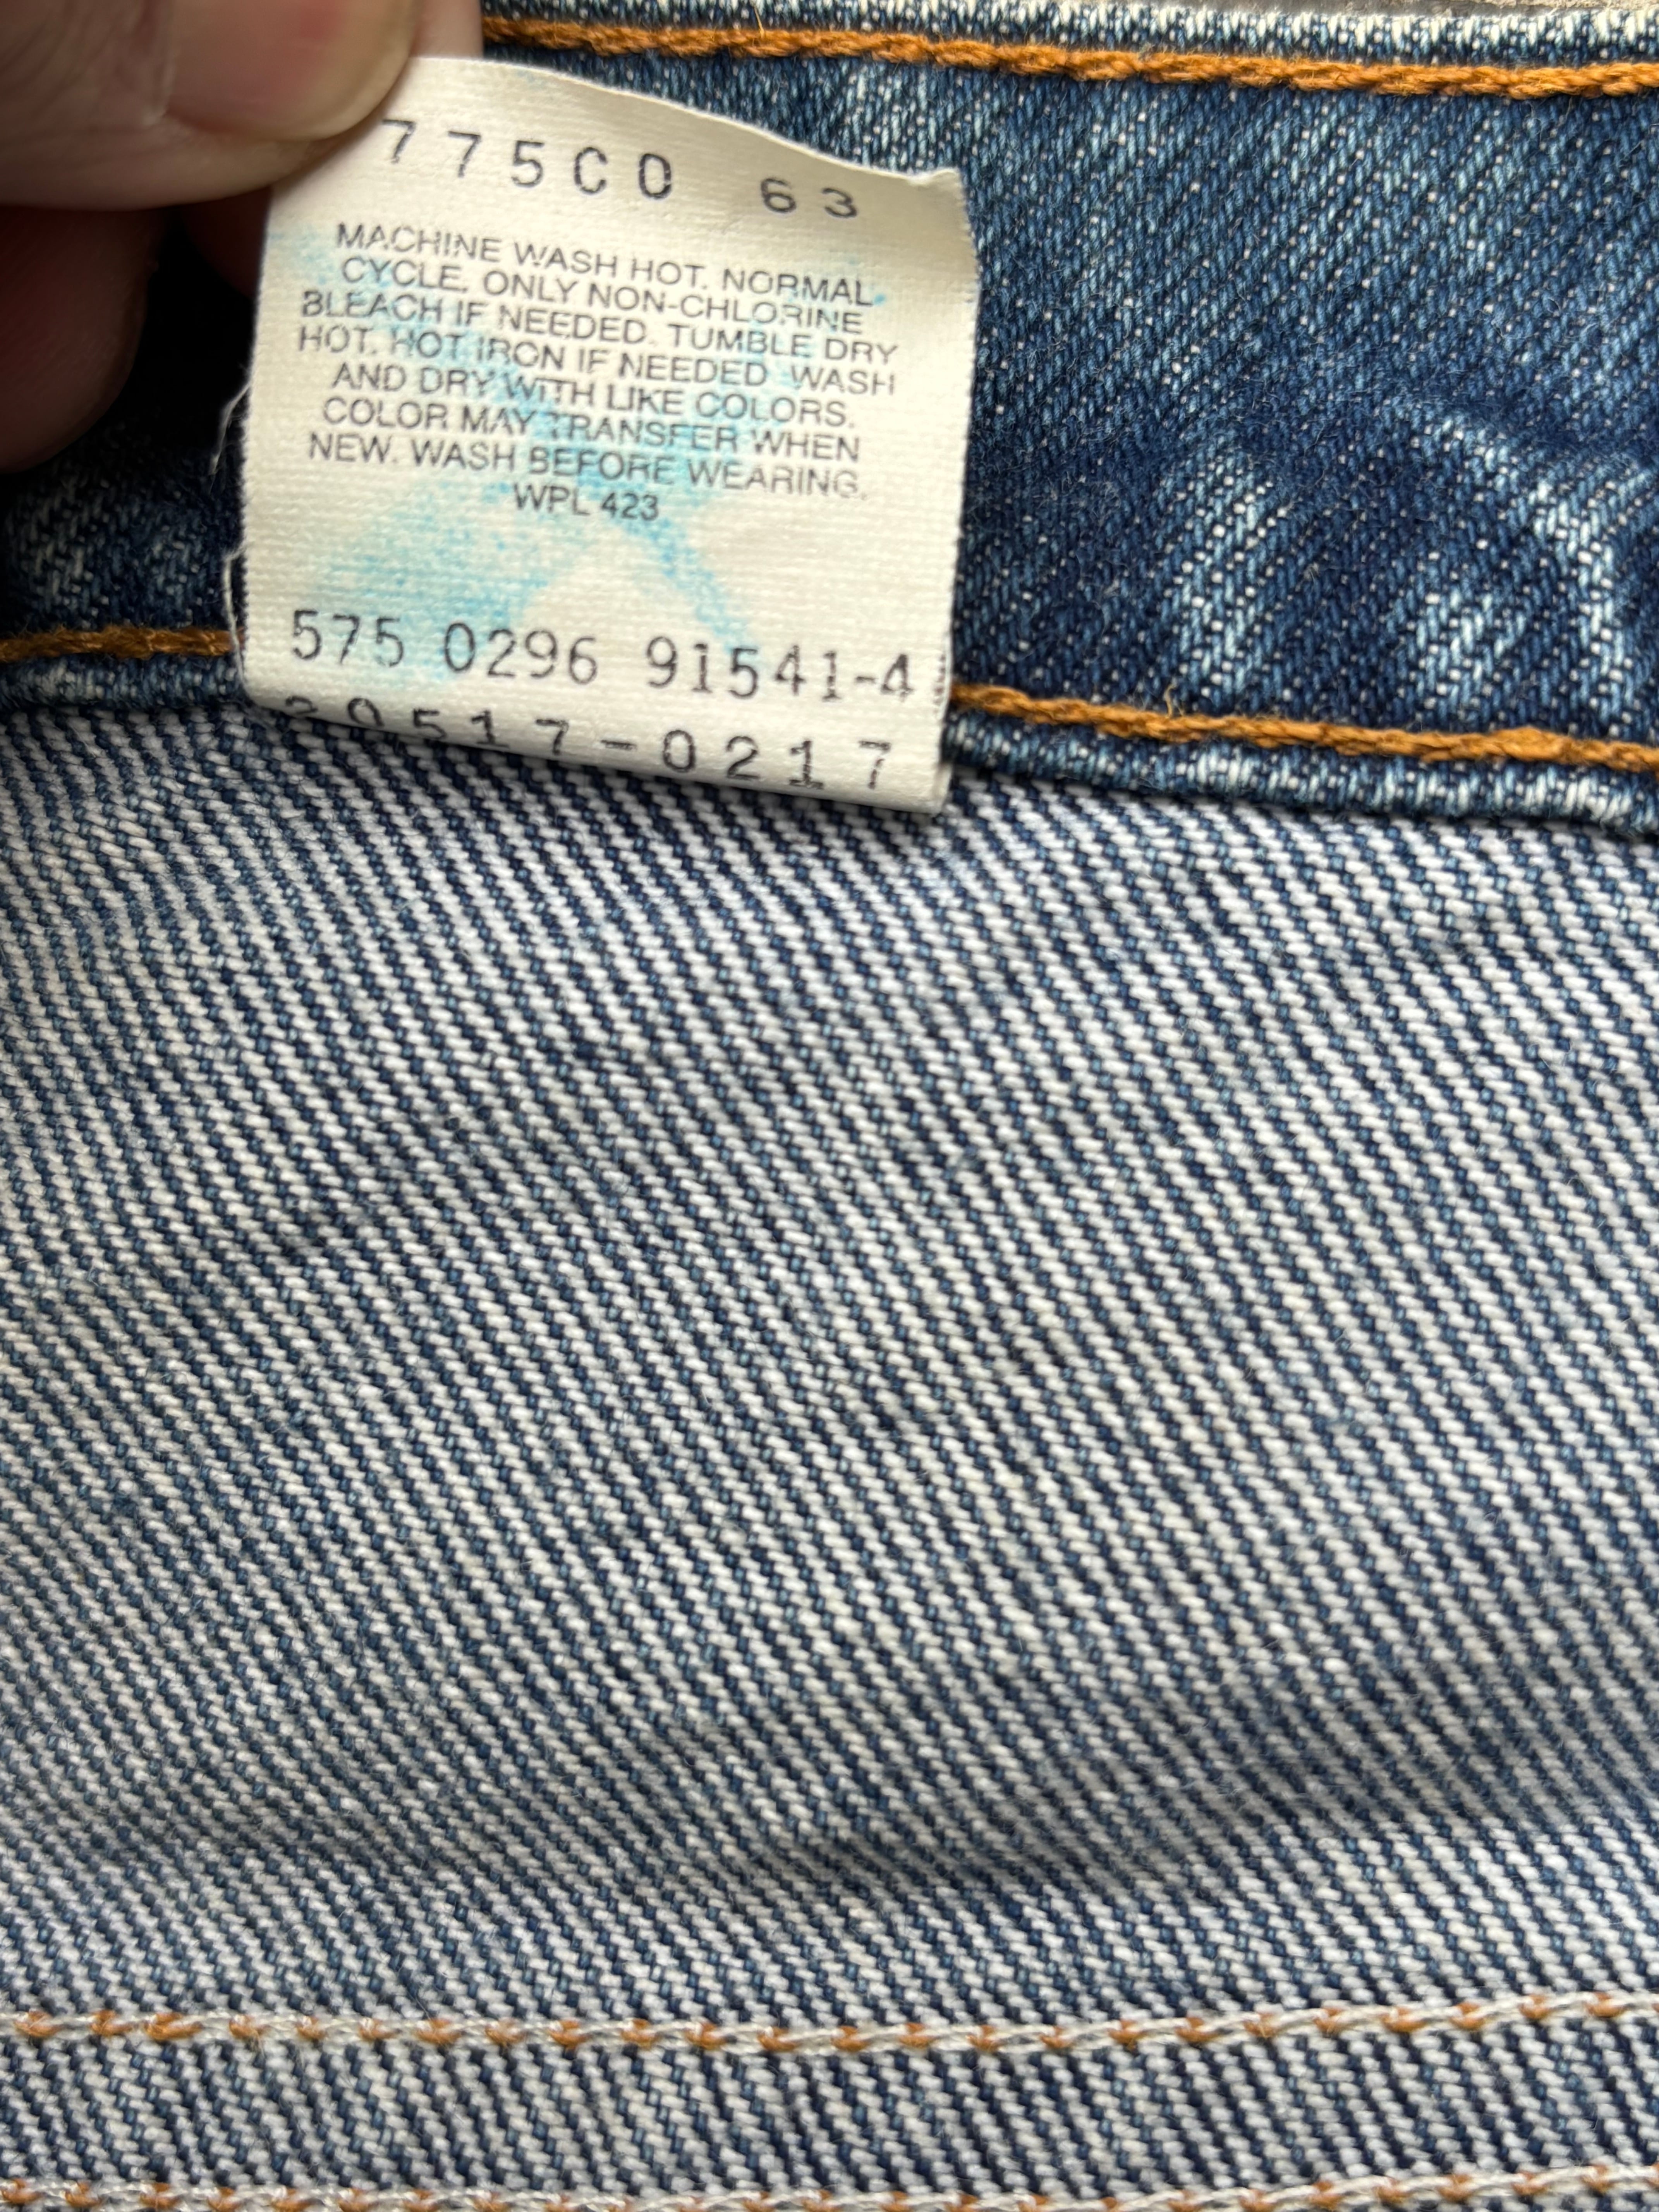 775C0 63
MACHINE WASH HOT. NORMAL
CYCLE. ONLY NON-CHLORINE
BLEACH IF NEEDED. TUMBLE DRY
HOT. HOT IRON IF NEEDED. WASH
AND DRY WITH LIKE COLORS.
COLOR MAY TRANSFER WHEN
NEW. WASH BEFORE WEARING.
WPL 423
575 0296 91541-4
20517-0217